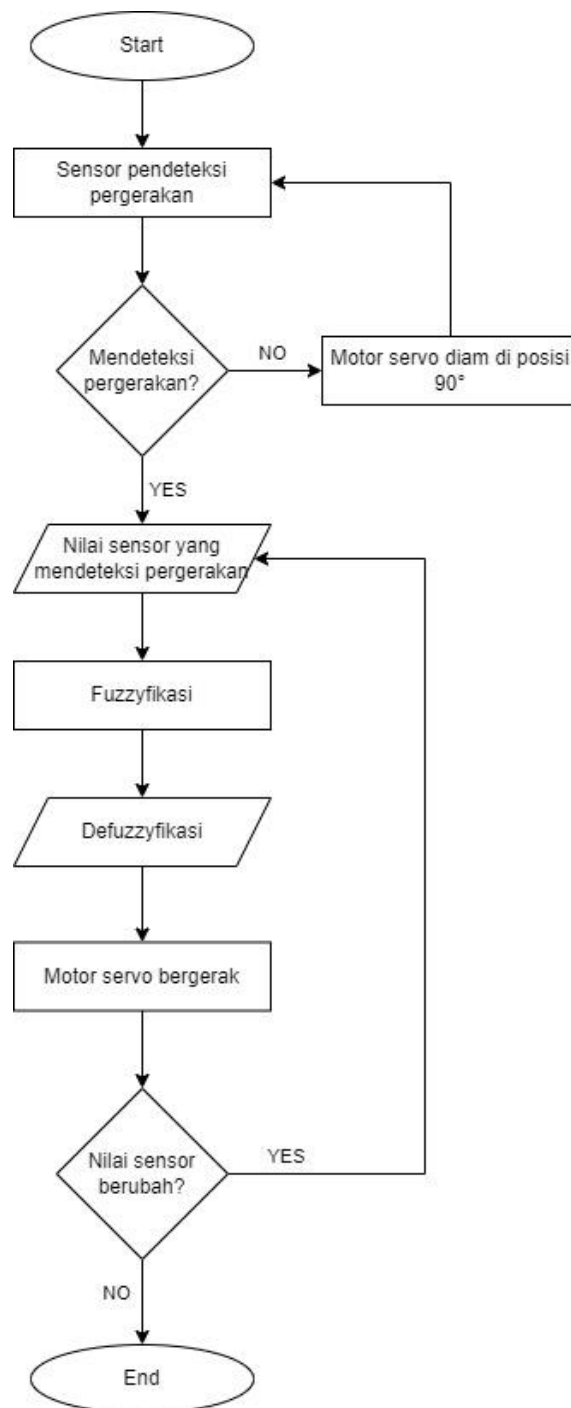 Start
Sensor pendeteksi
pergerakan
Mendeteksi
pergerakan?
NO
Motor servo diam di posisi
90°
YES
Nilai sensor yang
mendeteksi pergerakan
Fuzzyfikasi
Defuzzyfikasi
Motor servo bergerak
Nilai sensor
berubah?
YES
NO
End